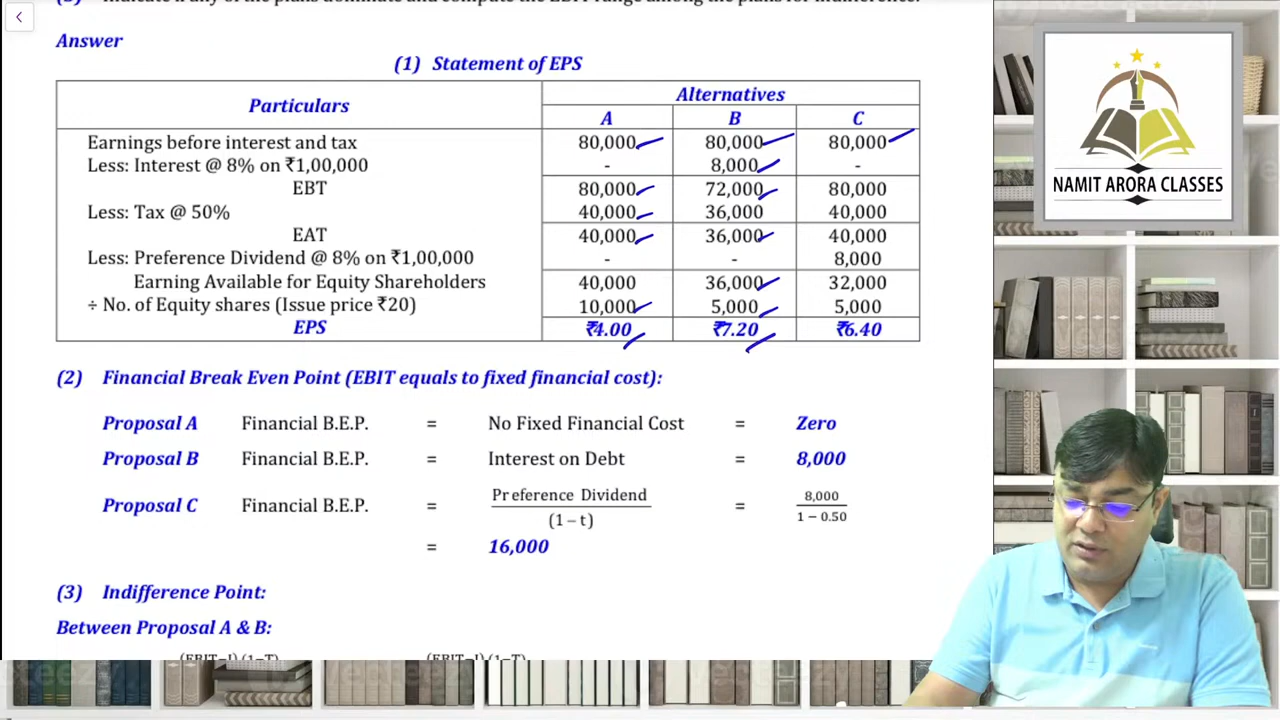 Answer
(1) Statement of EPS
Particulars Alternatives
A B C
Earnings before interest and tax 80,000 80,000 80,000
Less: Interest @ 8% on ₹1,00,000 - 8,000 -
EBT 80,000 72,000 80,000
Less: Tax @ 50% 40,000 36,000 40,000
EAT 40,000 36,000 40,000
Less: Preference Dividend @ 8% on ₹1,00,000 - - 8,000
Earning Available for Equity Shareholders 40,000 36,000 32,000
÷ No. of Equity shares (Issue price ₹20) 10,000 5,000 5,000
EPS ₹4.00 ₹7.20 ₹6.40
(2) Financial Break Even Point (EBIT equals to fixed financial cost):
Proposal A Financial B.E.P. = No Fixed Financial Cost = Zero
Proposal B Financial B.E.P. = Interest on Debt = 8,000
Proposal C Financial B.E.P. = Preference Dividend / (1 – t) = 8,000 / 1 – 0.50
= 16,000
(3) Indifference Point:
Between Proposal A & B:
NAMIT ARORA CLASSES